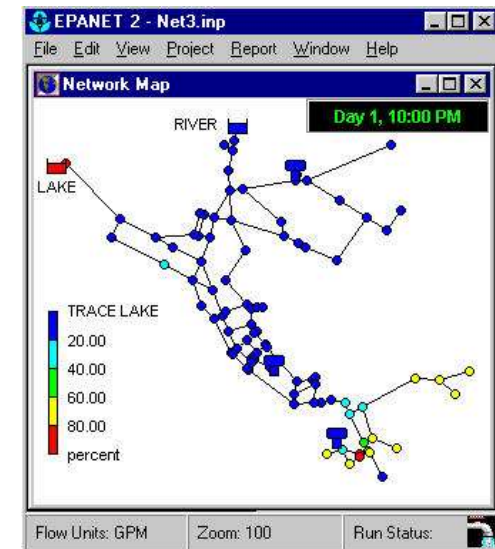 EPANET 2 - Net3.inp
File Edit View Project Report Window Help
Network Map
Day 1, 10:00 PM
RIVER
LAKE
TRACE LAKE
20.00
40.00
60.00
80.00
percent
Flow Units: GPM Zoom: 100 Run Status: